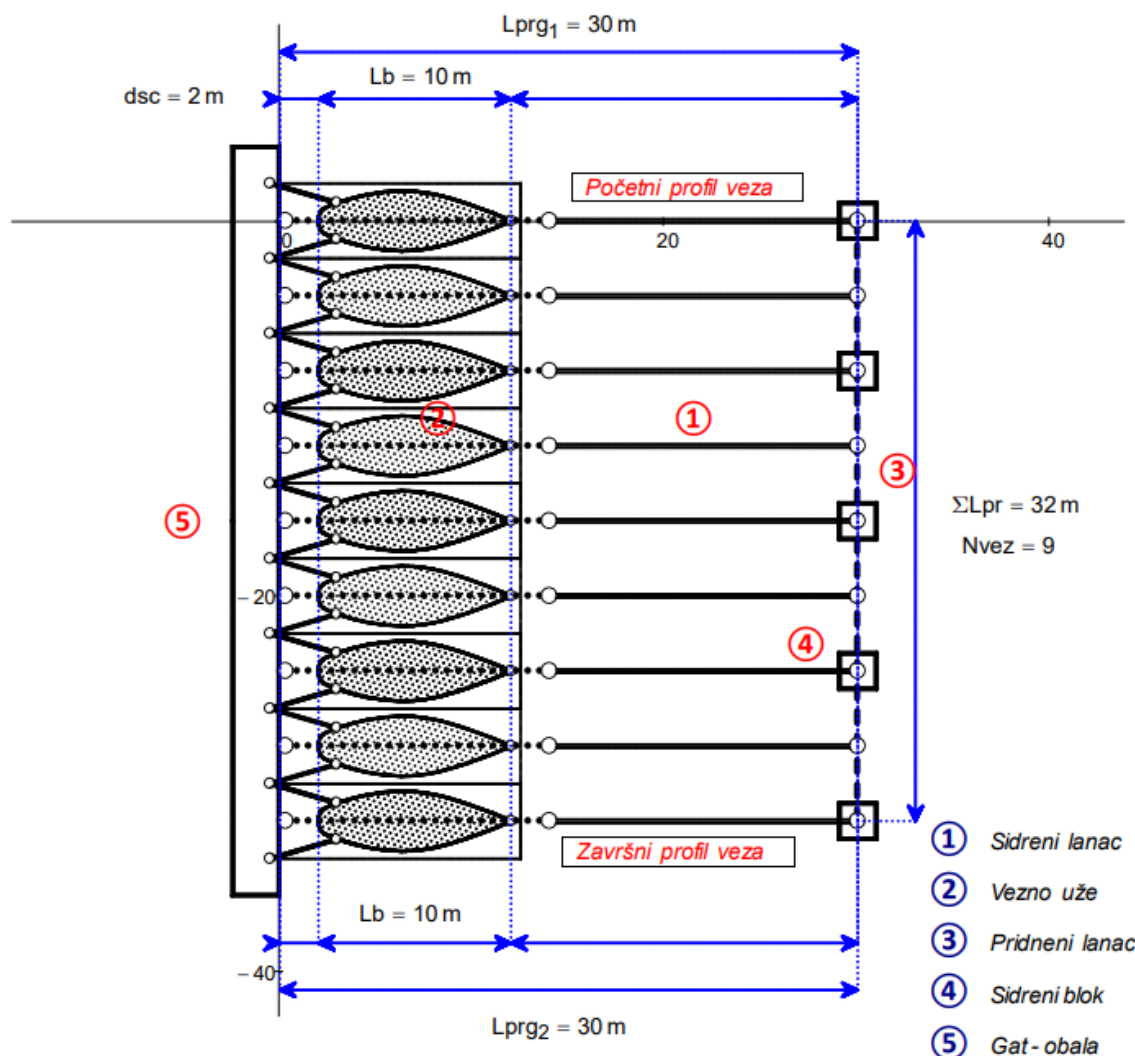 Lprg1 = 30 m
Lb = 10 m
dsc = 2 m
Početni profil veza
0
20
40
②
①
③
⑤
ΣLpr = 32 m
Nvez = 9
−20
④
Završni profil veza
① Sidreni lanac
Lb = 10 m
② Vezno uže
③ Pridneni lanac
−40
④ Sidreni blok
Lprg2 = 30 m
⑤ Gat - obala